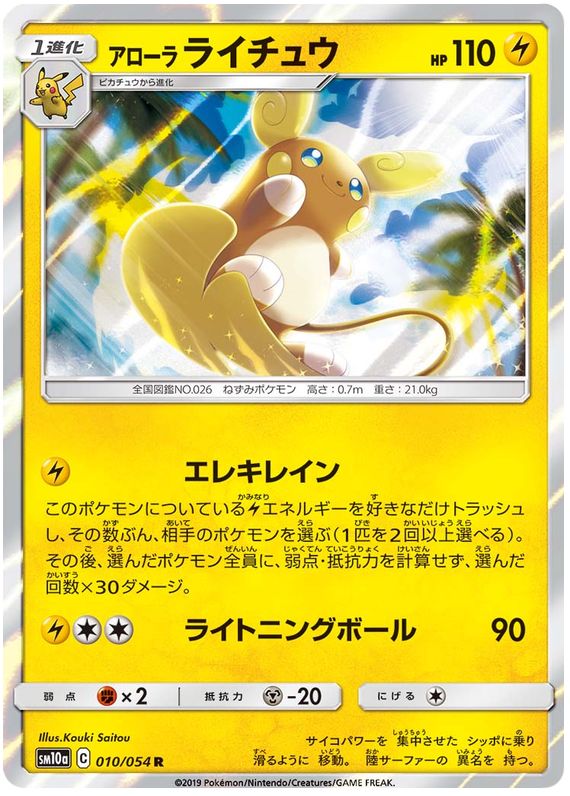 1進化
アローラ ライチュウ
HP 110
ピカチュウから進化
全国図鑑NO.026 ねずみポケモン 高さ:0.7m 重さ:21.0kg
エレキレイン
このポケモンについているエネルギーを好きなだけトラッシュ
し、その数ぶん、相手のポケモンを選ぶ(1匹を2回以上選べる)。
その後、選んだポケモン全員に、弱点・抵抗力を計算せず、選んだ
回数×30ダメージ。
ライトニングボール 90
弱点 ×2 抵抗力 -20 にげる
Illus.Kouki Saitou
sm10a C 010/054 R
サイコパワーを 集中させた シッポに乗り
滑るように 移動。 陸サーファーの 異名を 持つ。
©2019 Pokémon/Nintendo/Creatures/GAME FREAK.